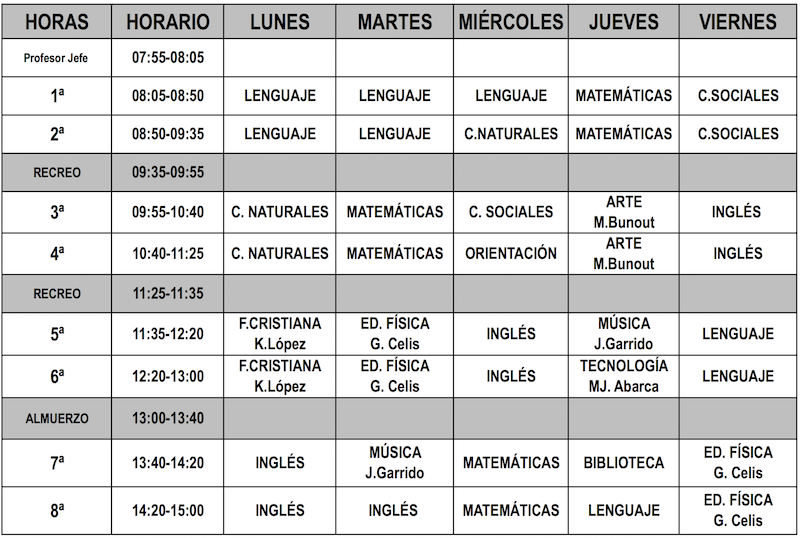 HORAS HORARIO LUNES MARTES MIÉRCOLES JUEVES VIERNES
Profesor Jefe 07:55-08:05
1ª 08:05-08:50 LENGUAJE LENGUAJE LENGUAJE MATEMÁTICAS C.SOCIALES
2ª 08:50-09:35 LENGUAJE LENGUAJE C.NATURALES MATEMÁTICAS C.SOCIALES
RECREO 09:35-09:55
3ª 09:55-10:40 C. NATURALES MATEMÁTICAS C. SOCIALES ARTE M.Bunout INGLÉS
4ª 10:40-11:25 C. NATURALES MATEMÁTICAS ORIENTACIÓN ARTE M.Bunout INGLÉS
RECREO 11:25-11:35
5ª 11:35-12:20 F.CRISTIANA K.López ED. FÍSICA G. Celis INGLÉS MÚSICA J.Garrido LENGUAJE
6ª 12:20-13:00 F.CRISTIANA K.López ED. FÍSICA G. Celis INGLÉS TECNOLOGÍA MJ. Abarca LENGUAJE
ALMUERZO 13:00-13:40
7ª 13:40-14:20 INGLÉS MÚSICA J.Garrido MATEMÁTICAS BIBLIOTECA ED. FÍSICA G. Celis
8ª 14:20-15:00 INGLÉS INGLÉS MATEMÁTICAS LENGUAJE ED. FÍSICA G. Celis